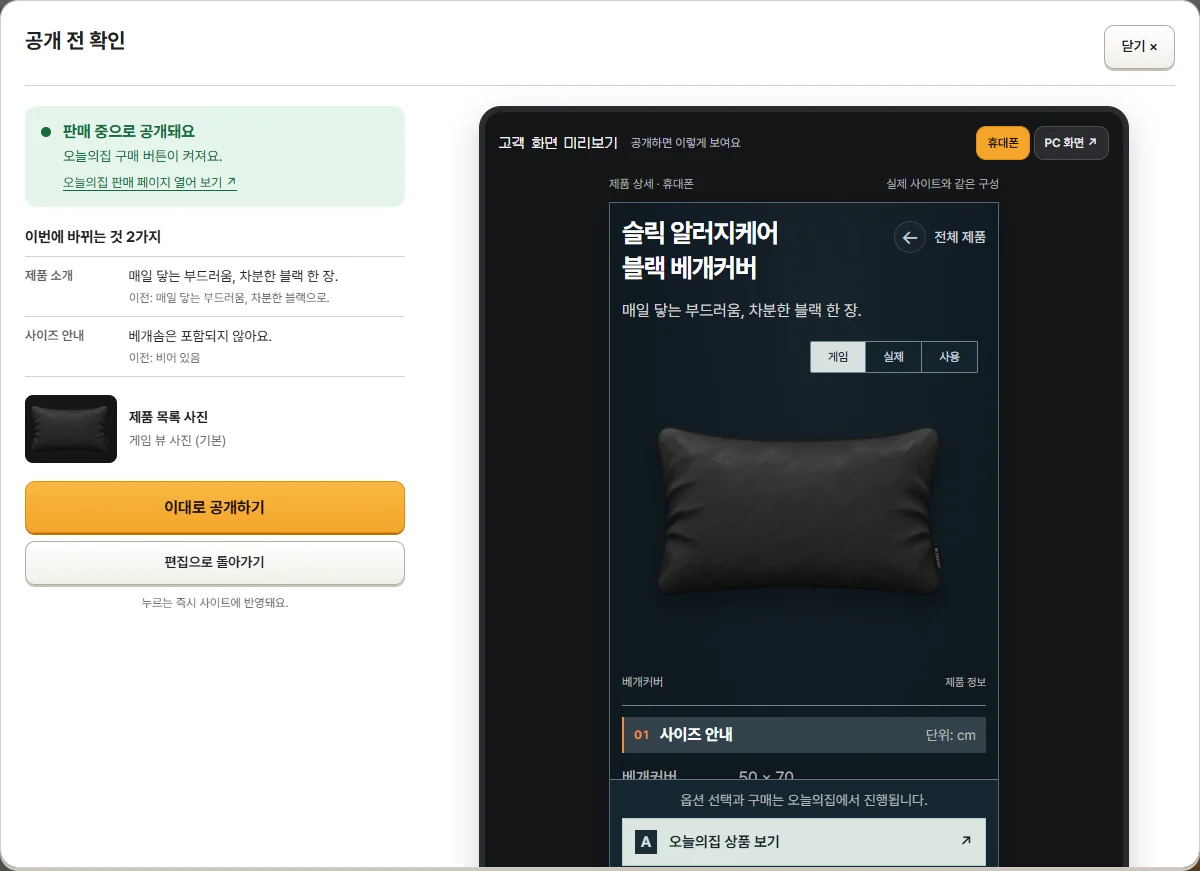 공개 전 확인
닫기 ×
판매 중으로 공개돼요
오늘의집 구매 버튼이 켜져요.
오늘의집 판매 페이지 열어 보기 ↗
이번에 바뀌는 것 2가지
제품 소개
매일 닿는 부드러움, 차분한 블랙 한 장.
이전: 매일 닿는 부드러움, 차분한 블랙으로.
사이즈 안내
베개솜은 포함되지 않아요.
이전: 비어 있음
제품 목록 사진
게임 뷰 사진 (기본)
이대로 공개하기
편집으로 돌아가기
누르는 즉시 사이트에 반영돼요.
고객 화면 미리보기 공개하면 이렇게 보여요
휴대폰
PC 화면 ↗
제품 상세 · 휴대폰
실제 사이트와 같은 구성
슬릭 알러지케어
블랙 베개커버
← 전체 제품
매일 닿는 부드러움, 차분한 블랙 한 장.
게임 실제 사용
베개커버
제품 정보
01 사이즈 안내 단위: cm
베개커버 50 × 70
옵션 선택과 구매는 오늘의집에서 진행됩니다.
A 오늘의집 상품 보기 ↗